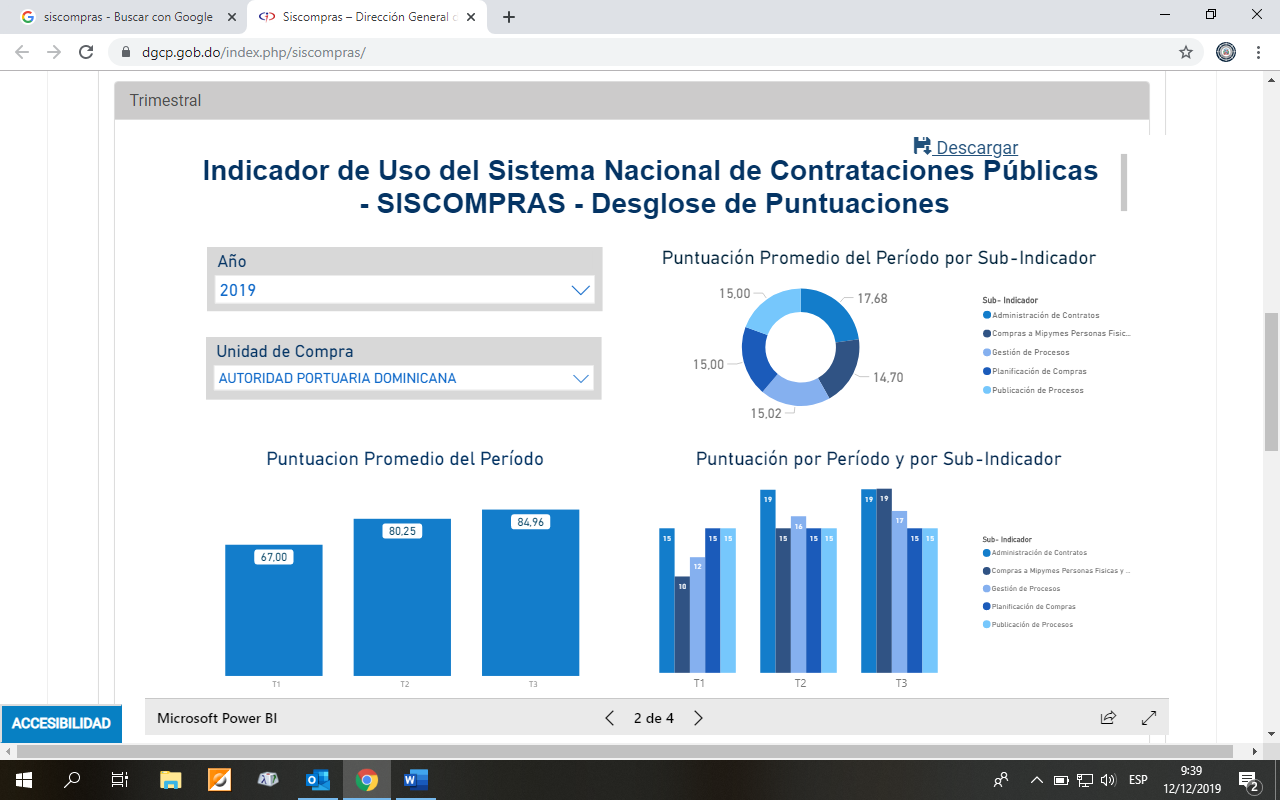 siscompras - Buscar con Google
Siscompras – Dirección General
dgcp.gob.do/index.php/siscompras/
Trimestral
Descargar
Indicador de Uso del Sistema Nacional de Contrataciones Públicas
- SISCOMPRAS - Desglose de Puntuaciones
Año
2019
Unidad de Compra
AUTORIDAD PORTUARIA DOMINICANA
Puntuación Promedio del Período por Sub-Indicador
15,00
17,68
15,00
14,70
15,02
Sub- Indicador
Administración de Contratos
Compras a Mipymes Personas Fisic...
Gestión de Procesos
Planificación de Compras
Publicación de Procesos
Puntuacion Promedio del Período
67,00
80,25
84,96
T1
T2
T3
Puntuación por Período y por Sub-Indicador
15
10
12
15
15
19
15
16
15
15
19
19
17
15
15
T1
T2
T3
Sub- Indicador
Administración de Contratos
Compras a Mipymes Personas Fisicas y ...
Gestión de Procesos
Planificación de Compras
Publicación de Procesos
ACCESIBILIDAD
Microsoft Power BI
2 de 4
ESP
9:39
12/12/2019
2